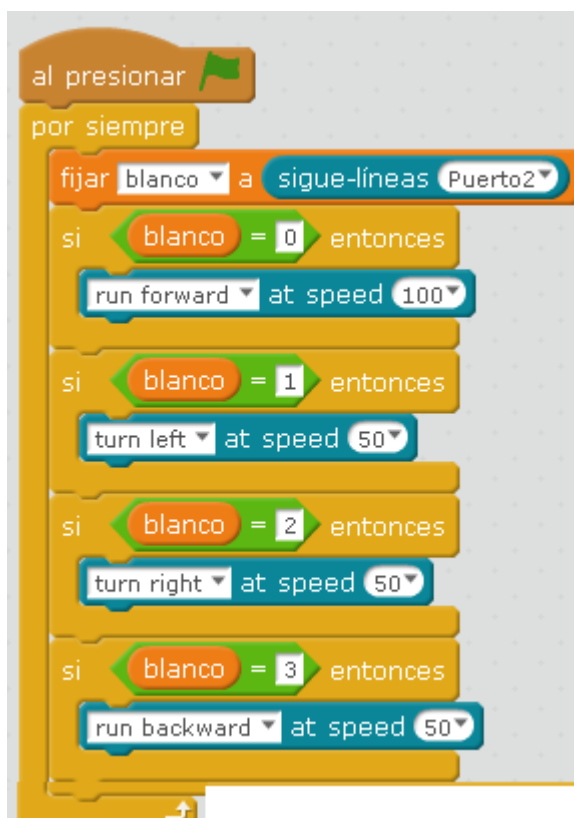 al presionar
por siempre
fijar blanco a sigue-líneas Puerto2
si blanco = 0 entonces
run forward at speed 100
si blanco = 1 entonces
turn left at speed 50
si blanco = 2 entonces
turn right at speed 50
si blanco = 3 entonces
run backward at speed 50